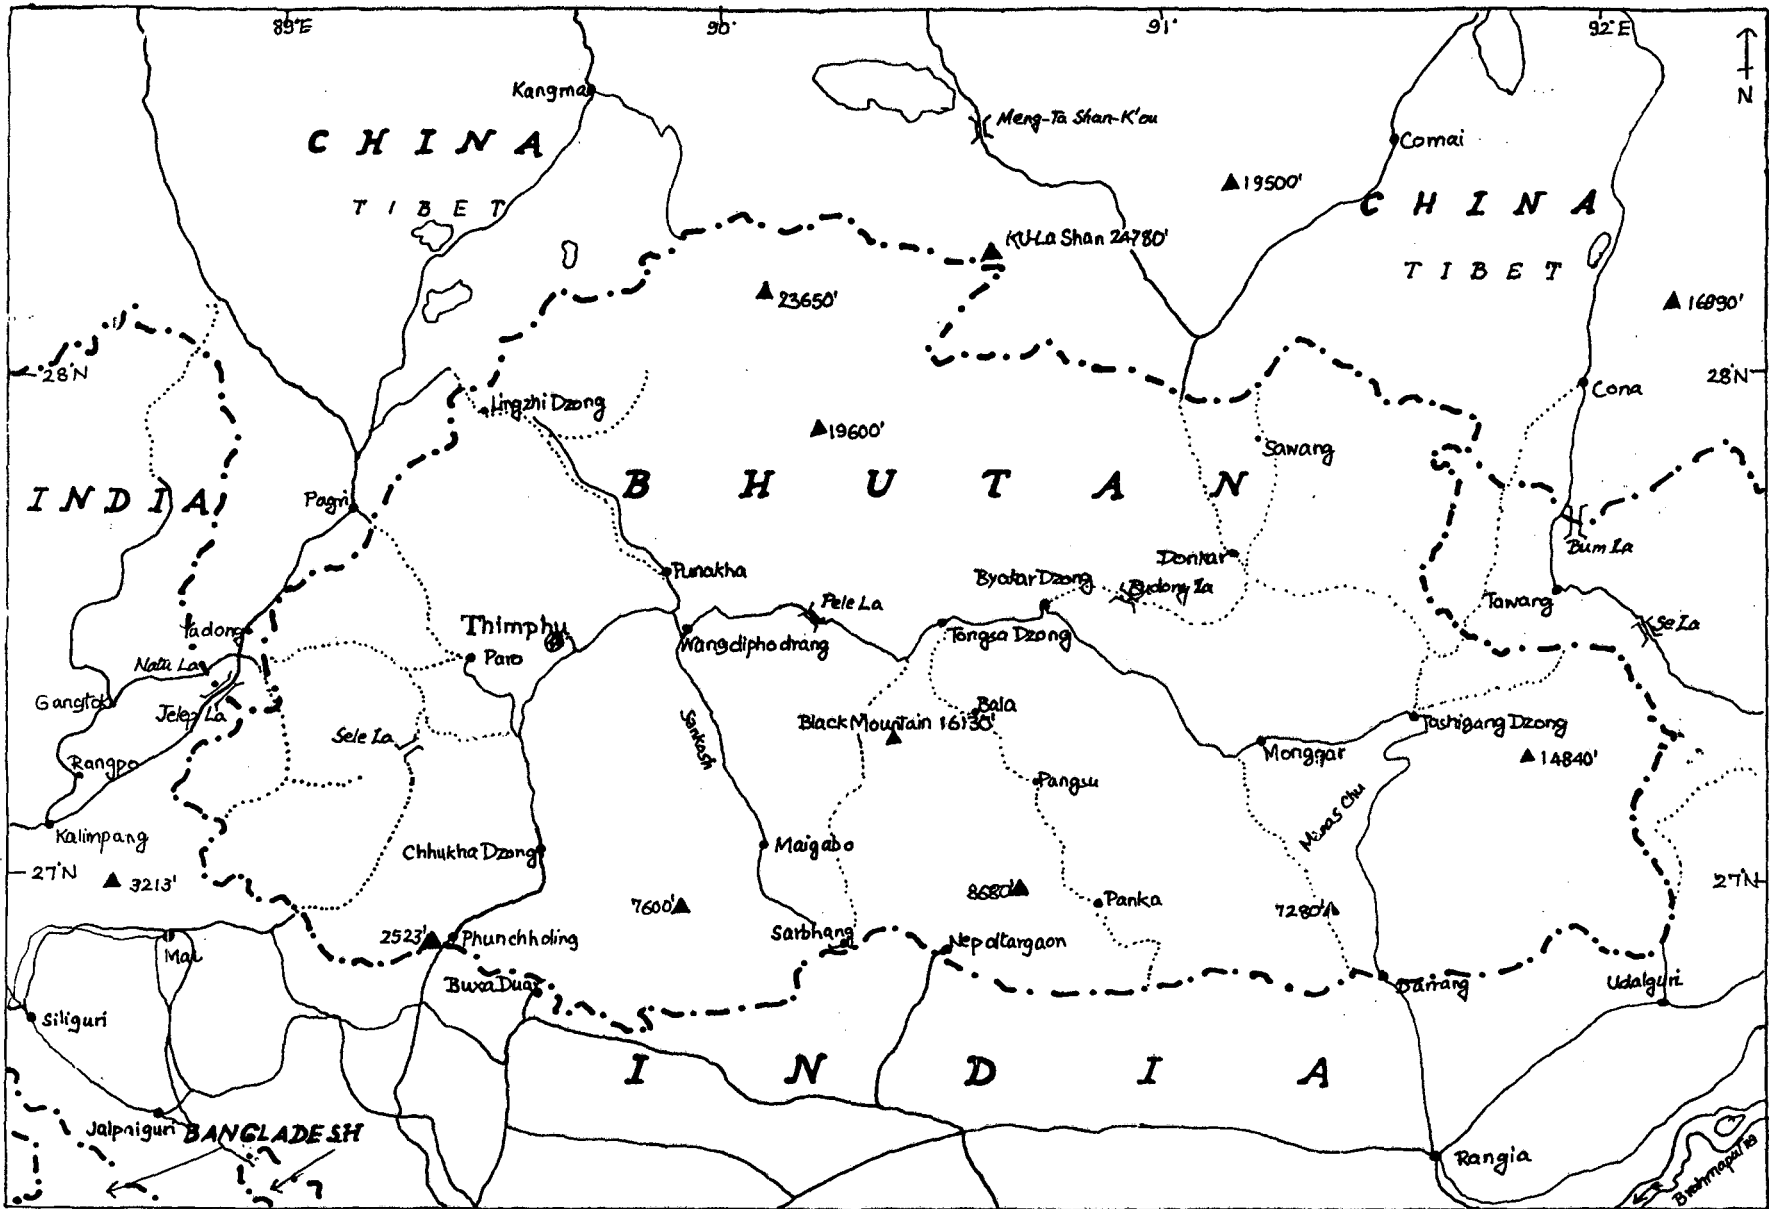 89°E
90°
91°
92°E
N
Kangma
CHINA
TIBET
Meng-Ta Shan-K'ou
Comai
19500'
CHINA
TIBET
KU-La Shan 24780'
23650'
16890'
28°N
28°N
Lingzhi Dzong
Cona
19600'
Sawang
BHUTAN
INDIA
Pagri
Bum La
Donkar
Punakha
Byakar Dzong
Rudong La
Pele La
Tawang
Yadong
Thimphu
Se La
Wangdiphodrang
Tongsa Dzong
Natu La
Paro
Gangtok
Jelep La
Bala
Sele La
Sankash
Black Mountain 16130'
Tashigang Dzong
Monggar
14840'
Rangpo
Pangsu
Manas Chu
Kalimpang
Chhukha Dzong
Maigabo
27°N
3213'
27°N
7600'
8680'
Panka
7280'
Mal
2523'
Phunchholing
Sarbhang
Nepoltargaon
Buxa Duar
Darrang
Udalguri
Siliguri
INDIA
Jalpaiguri
BANGLADESH
Rangia
Brahmaputra